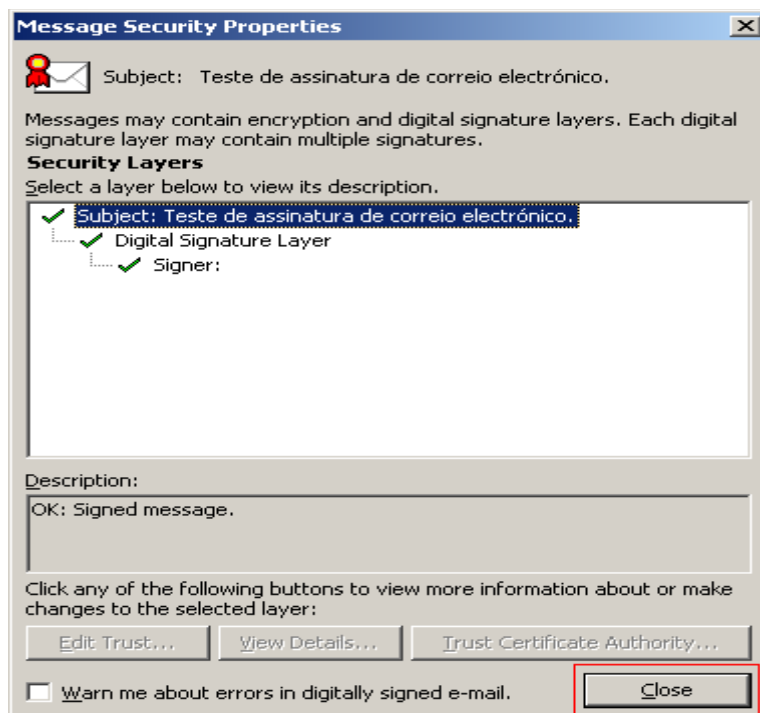 Message Security Properties
Subject: Teste de assinatura de correio electrónico.
Messages may contain encryption and digital signature layers. Each digital
signature layer may contain multiple signatures.
Security Layers
Select a layer below to view its description.
Subject: Teste de assinatura de correio electrónico.
Digital Signature Layer
Signer:
Description:
OK: Signed message.
Click any of the following buttons to view more information about or make
changes to the selected layer:
Edit Trust... View Details... Trust Certificate Authority...
Warn me about errors in digitally signed e-mail. Close